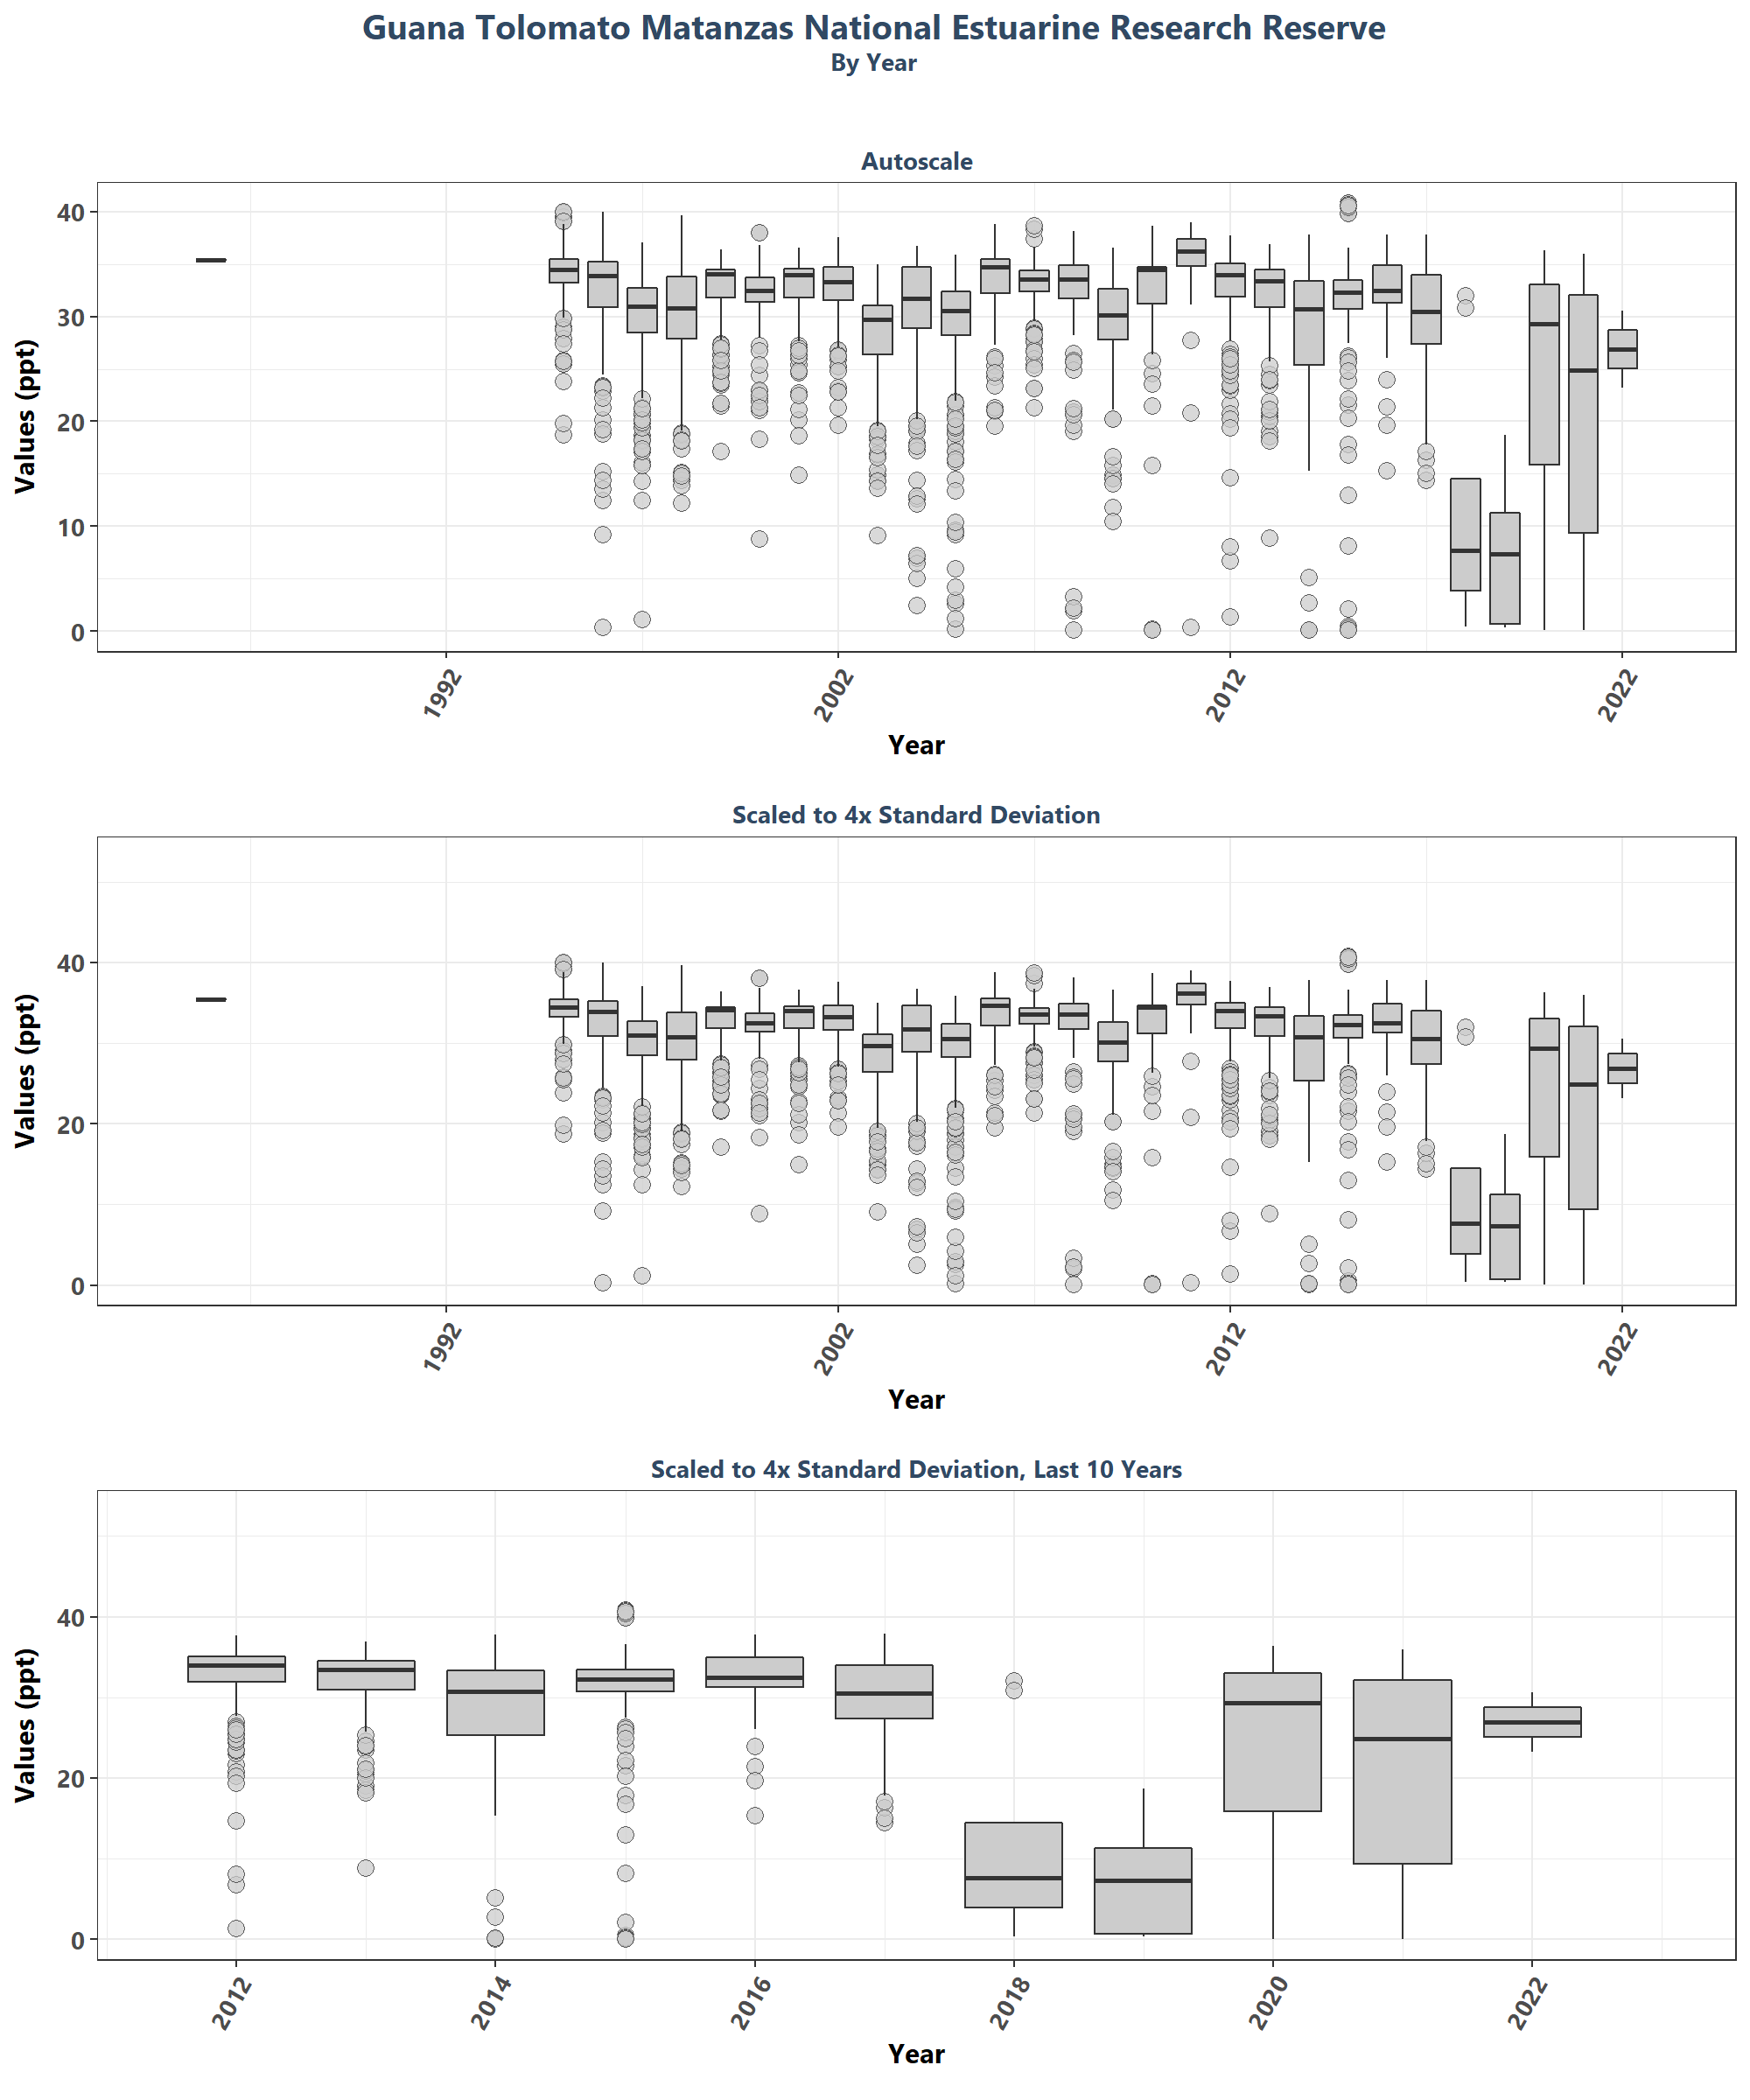 Guana Tolomato Matanzas National Estuarine Research Reserve
By Year
Autoscale
Values (ppt)
40
30
20
10
0
1992
2002
2012
2022
Year
Scaled to 4x Standard Deviation
Values (ppt)
40
20
0
1992
2002
2012
2022
Year
Scaled to 4x Standard Deviation, Last 10 Years
Values (ppt)
40
20
0
2012
2014
2016
2018
2020
2022
Year